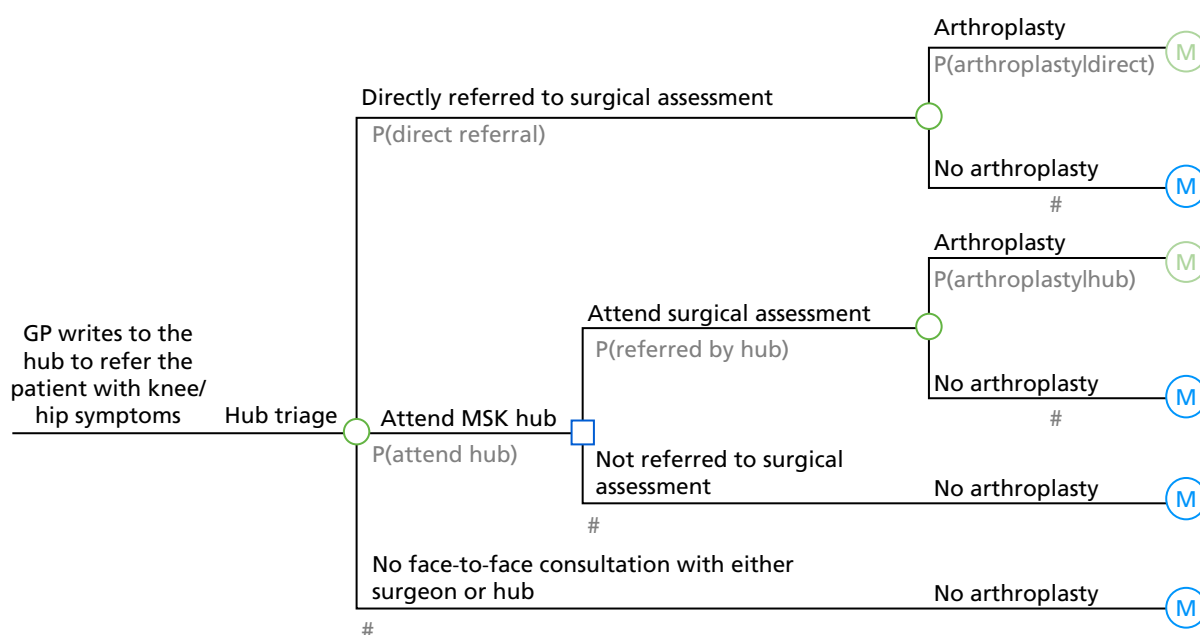 Arthroplasty
M
P(arthroplasty|direct)
Directly referred to surgical assessment
P(direct referral)
No arthroplasty
M
#
Arthroplasty
M
P(arthroplasty|hub)
Attend surgical assessment
P(referred by hub)
GP writes to the
hub to refer the
patient with knee/
hip symptoms
Hub triage
No arthroplasty
M
#
Attend MSK hub
P(attend hub)
Not referred to surgical
assessment
No arthroplasty
M
#
No face-to-face consultation with either
surgeon or hub
No arthroplasty
M
#